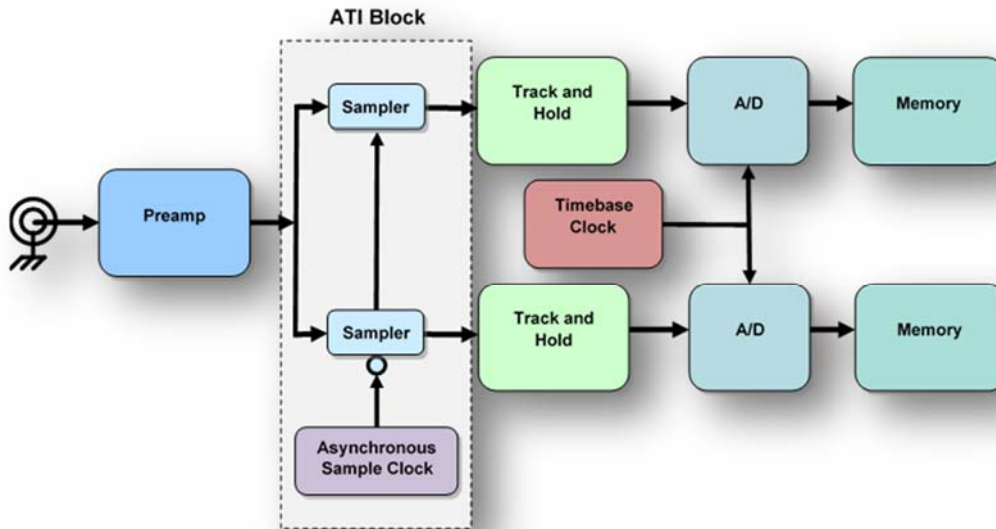 ATI Block
Sampler
Track and
Hold
A/D
Memory
Preamp
Timebase
Clock
Sampler
Track and
Hold
A/D
Memory
Asynchronous
Sample Clock